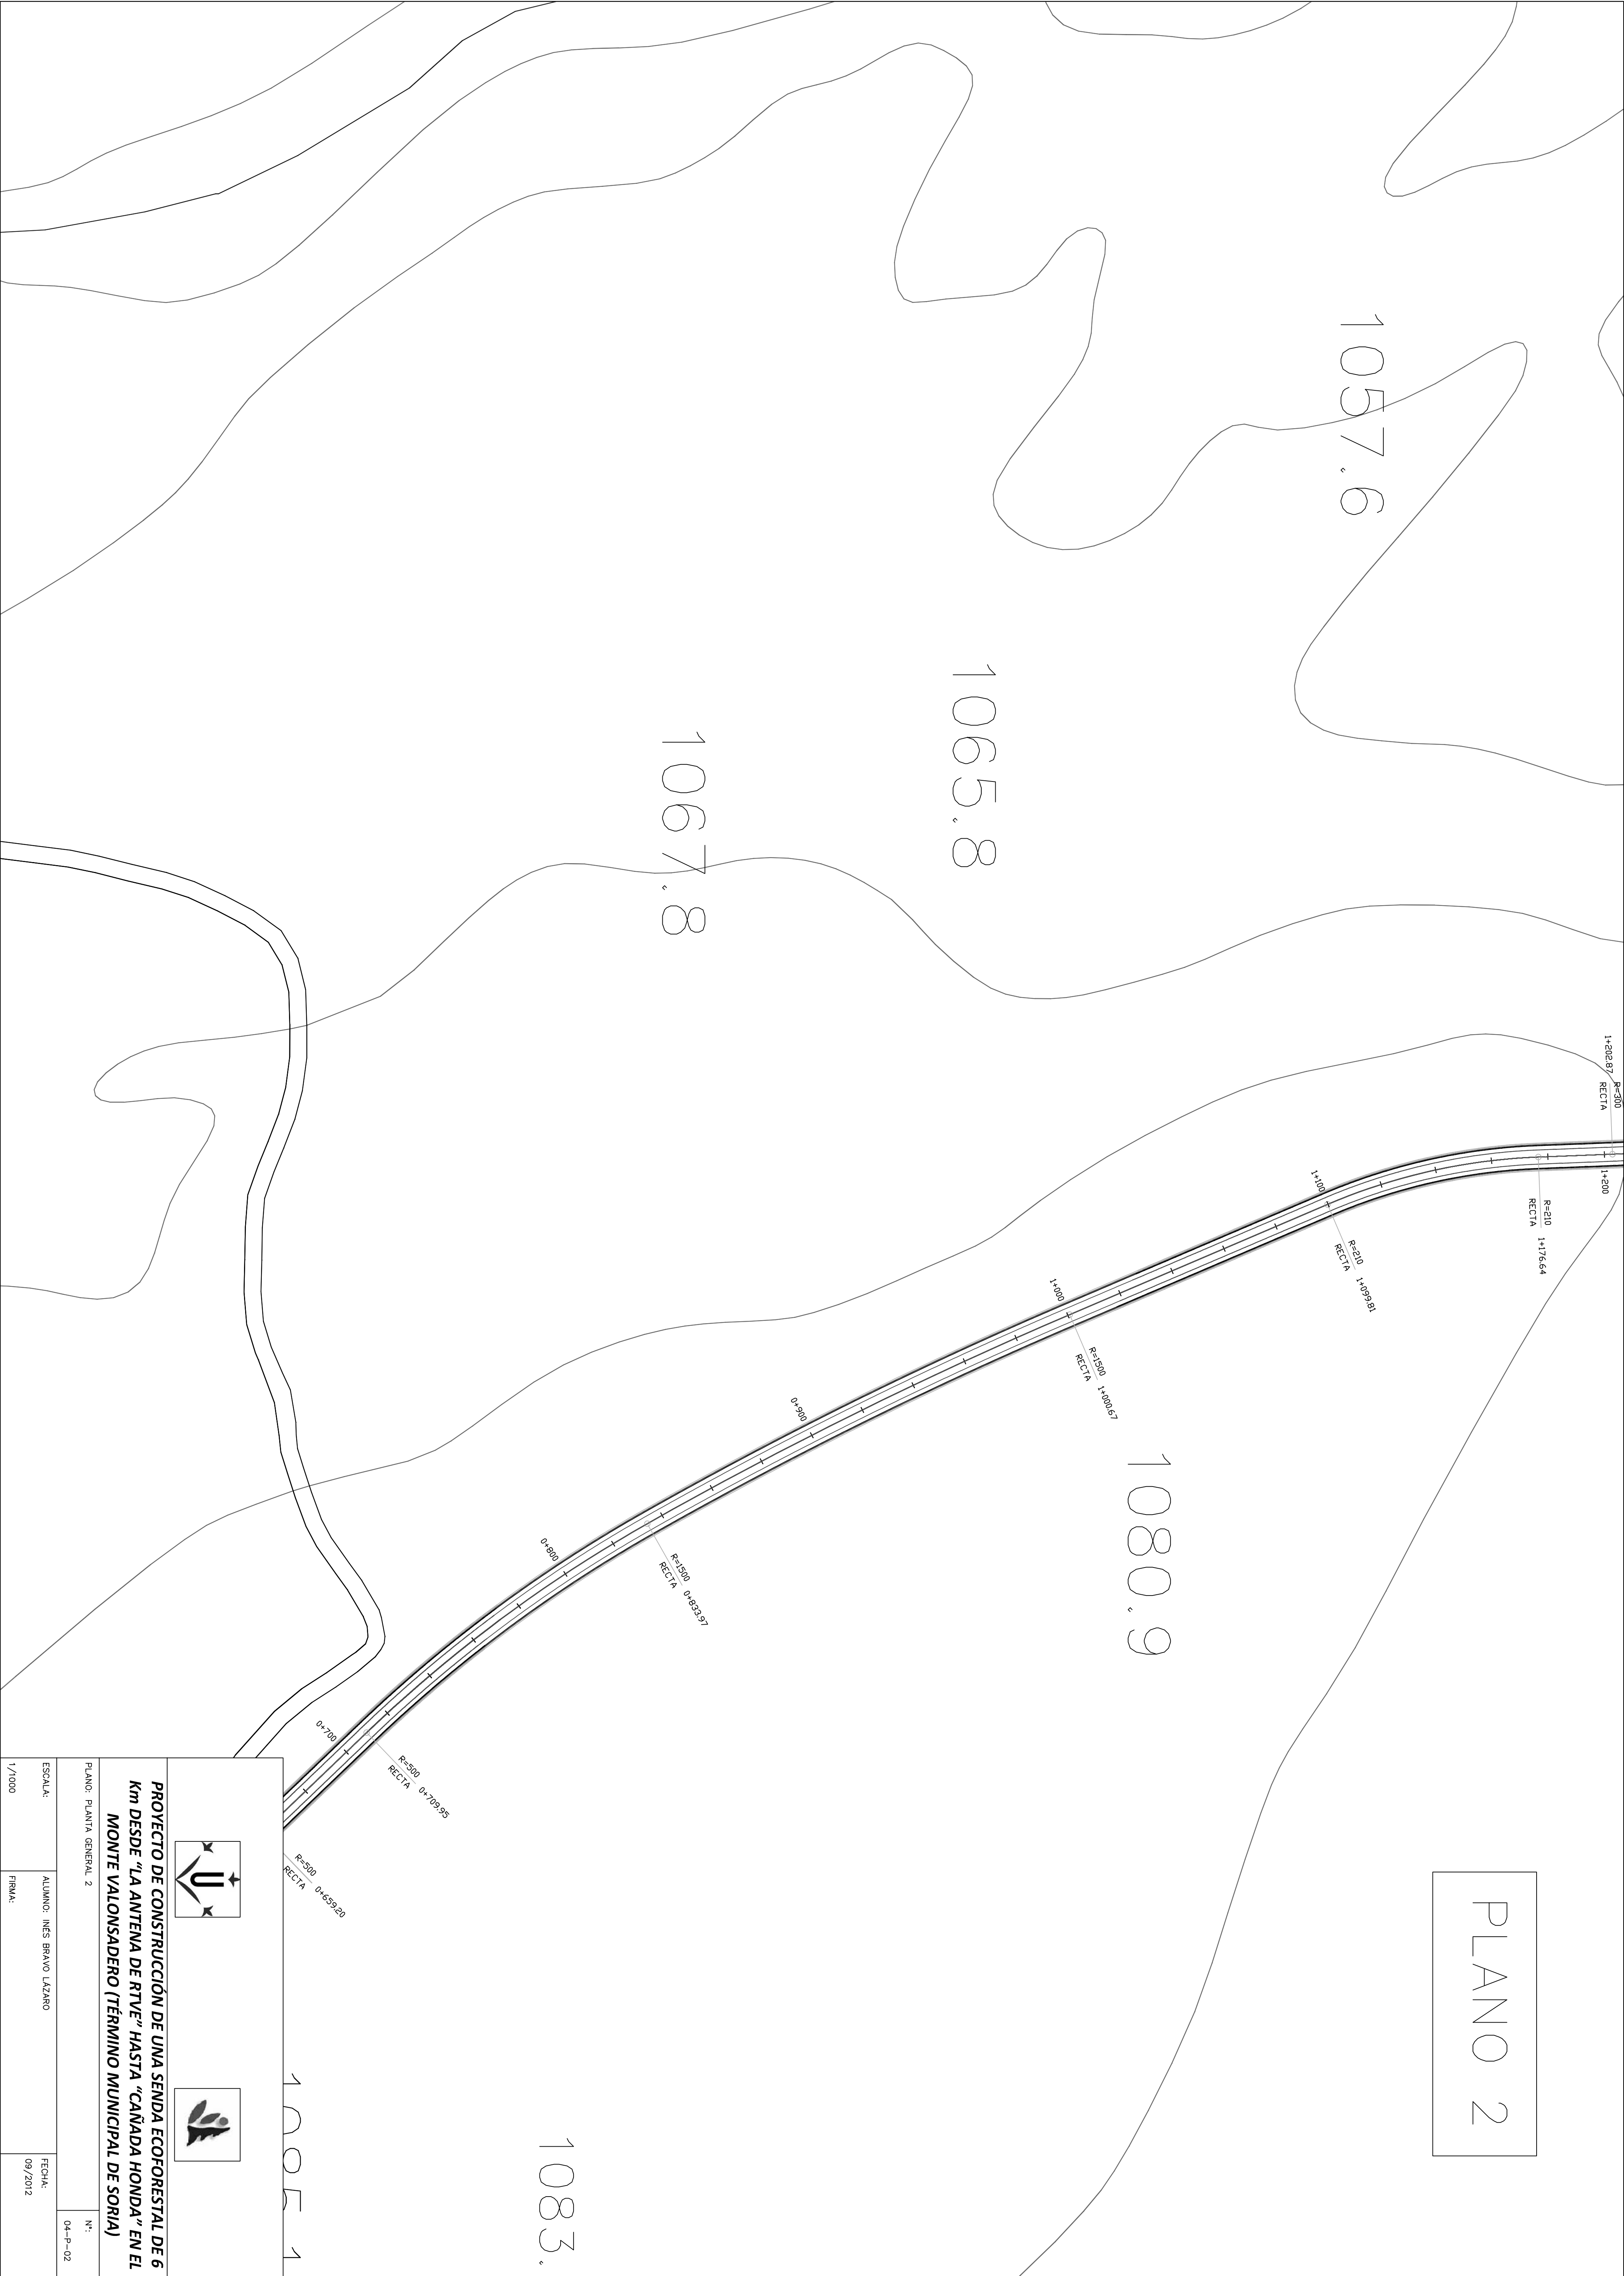 PLANO 2
1057.6
1065.8
1067.8
1080.9
1083.
1+202.87
R=300
RECTA
1+200
R=210
RECTA
1+176.64
1+100
R=210
RECTA
1+099.81
1+000
R=1500
RECTA
1+000.67
0+900
R=1500
RECTA
0+833.97
0+800
0+700
R=500
RECTA
0+709.95
R=500
RECTA
0+659.20
PROYECTO DE CONSTRUCCIÓN DE UNA SENDA ECOFORESTAL DE 6
Km DESDE “LA ANTENA DE RTVE” HASTA “CAÑADA HONDA” EN EL
MONTE VALONSADERO (TÉRMINO MUNICIPAL DE SORIA)
PLANO: PLANTA GENERAL 2
Nº:
04-P-02
ESCALA:
1/1000
ALUMNO: INÉS BRAVO LÁZARO
FIRMA:
FECHA:
09/2012